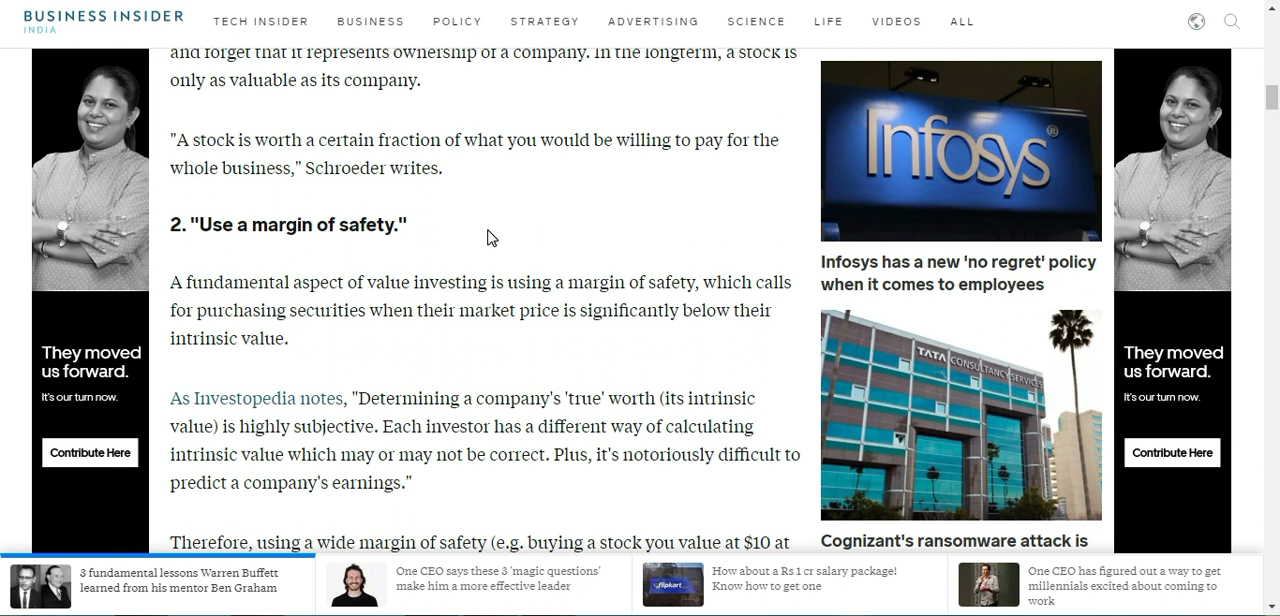 BUSINESS INSIDER
INDIA
TECH INSIDER BUSINESS POLICY STRATEGY ADVERTISING SCIENCE LIFE VIDEOS ALL
and forget that it represents ownership of a company. In the longterm, a stock is
only as valuable as its company.
"A stock is worth a certain fraction of what you would be willing to pay for the
whole business," Schroeder writes.
2. "Use a margin of safety."
A fundamental aspect of value investing is using a margin of safety, which calls
for purchasing securities when their market price is significantly below their
intrinsic value.
As Investopedia notes, "Determining a company's 'true' worth (its intrinsic
value) is highly subjective. Each investor has a different way of calculating
intrinsic value which may or may not be correct. Plus, it's notoriously difficult to
predict a company's earnings."
Therefore, using a wide margin of safety (e.g. buying a stock you value at $10 at
They moved
us forward.
It's our turn now.
Contribute Here
Infosys®
Infosys has a new 'no regret' policy
when it comes to employees
TATA CONSULTANCY SERVICES
Cognizant's ransomware attack is
They moved
us forward.
It's our turn now.
Contribute Here
3 fundamental lessons Warren Buffett
learned from his mentor Ben Graham
One CEO says these 3 'magic questions'
make him a more effective leader
flipkart
How about a Rs 1 cr salary package!
Know how to get one
One CEO has figured out a way to get
millennials excited about coming to
work